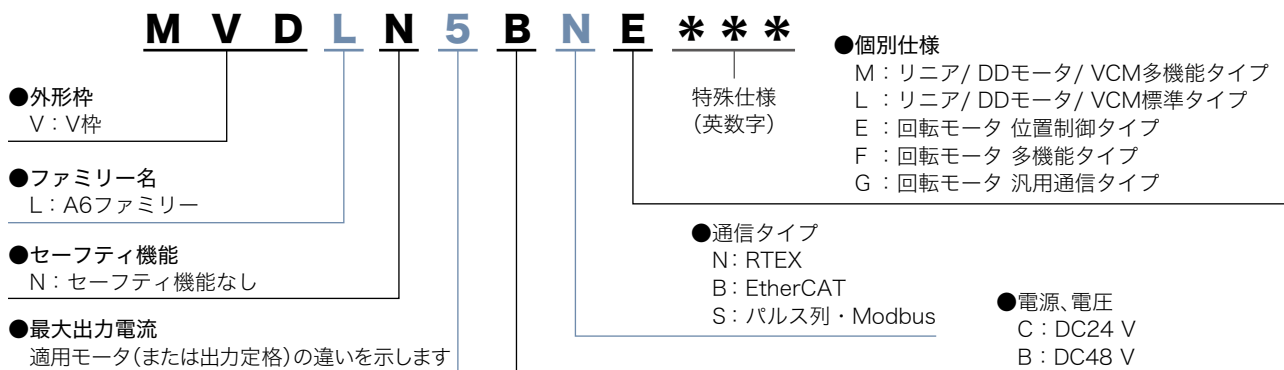 MVDLN5BNE***
●外形枠
V：V枠
●ファミリー名
L：A6ファミリー
●セーフティ機能
N：セーフティ機能なし
●最大出力電流
適用モータ(または出力定格)の違いを示します
特殊仕様
(英数字)
●個別仕様
M：リニア/ DDモータ/ VCM多機能タイプ
L：リニア/ DDモータ/ VCM標準タイプ
E：回転モータ 位置制御タイプ
F：回転モータ 多機能タイプ
G：回転モータ 汎用通信タイプ
●通信タイプ
N：RTEX
B：EtherCAT
S：パルス列・Modbus
●電源、電圧
C：DC24 V
B：DC48 V